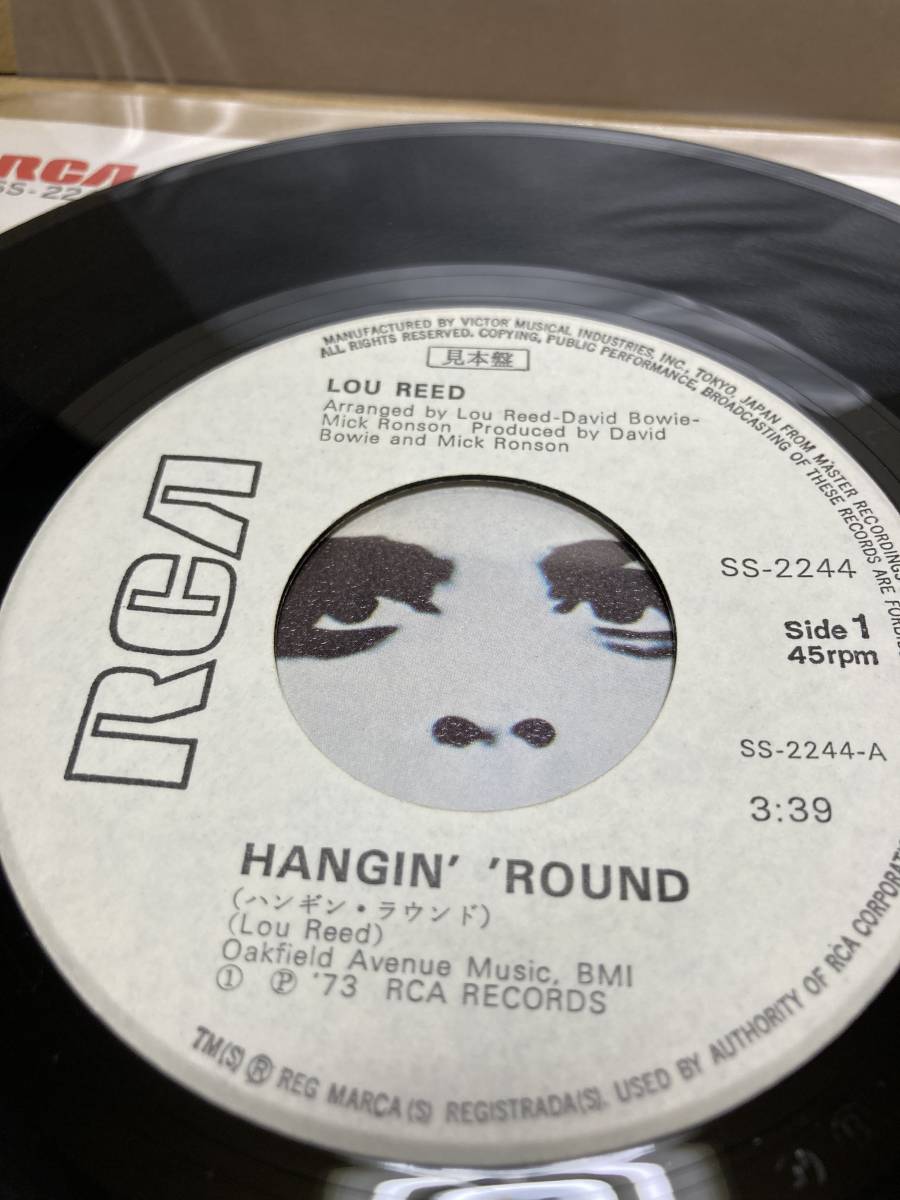 RCA
SS-22
MANUFACTURED BY VICTOR MUSICAL INDUSTRIES, INC., TOKYO, JAPAN FROM MASTER RECORDINGS
ALL RIGHTS RESERVED. COPYING, PUBLIC PERFORMANCE, BROADCASTING OF THESE RECORDS ARE
見本盤
LOU REED
Arranged by Lou Reed-David Bowie-
Mick Ronson Produced by David
Bowie and Mick Ronson
RCA
SS-2244
Side 1
45rpm
SS-2244-A
3:39
HANGIN' 'ROUND
(ハンギン・ラウンド)
(Lou Reed)
Oakfield Avenue Music, BMI
① Ⓟ '73 RCA RECORDS
TM(S) ® REG MARCA(S) REGISTRADA(S). USED BY AUTHORITY OF RCA CORPORATI